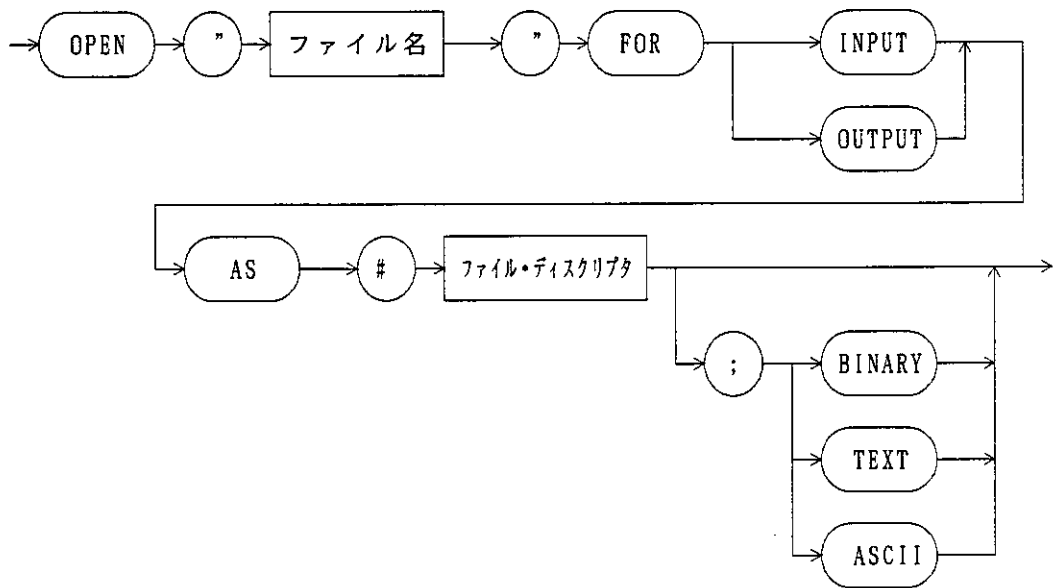 OPEN " ファイル名 " FOR INPUT
OUTPUT
AS # ファイル・ディスクリプタ
; BINARY
TEXT
ASCII